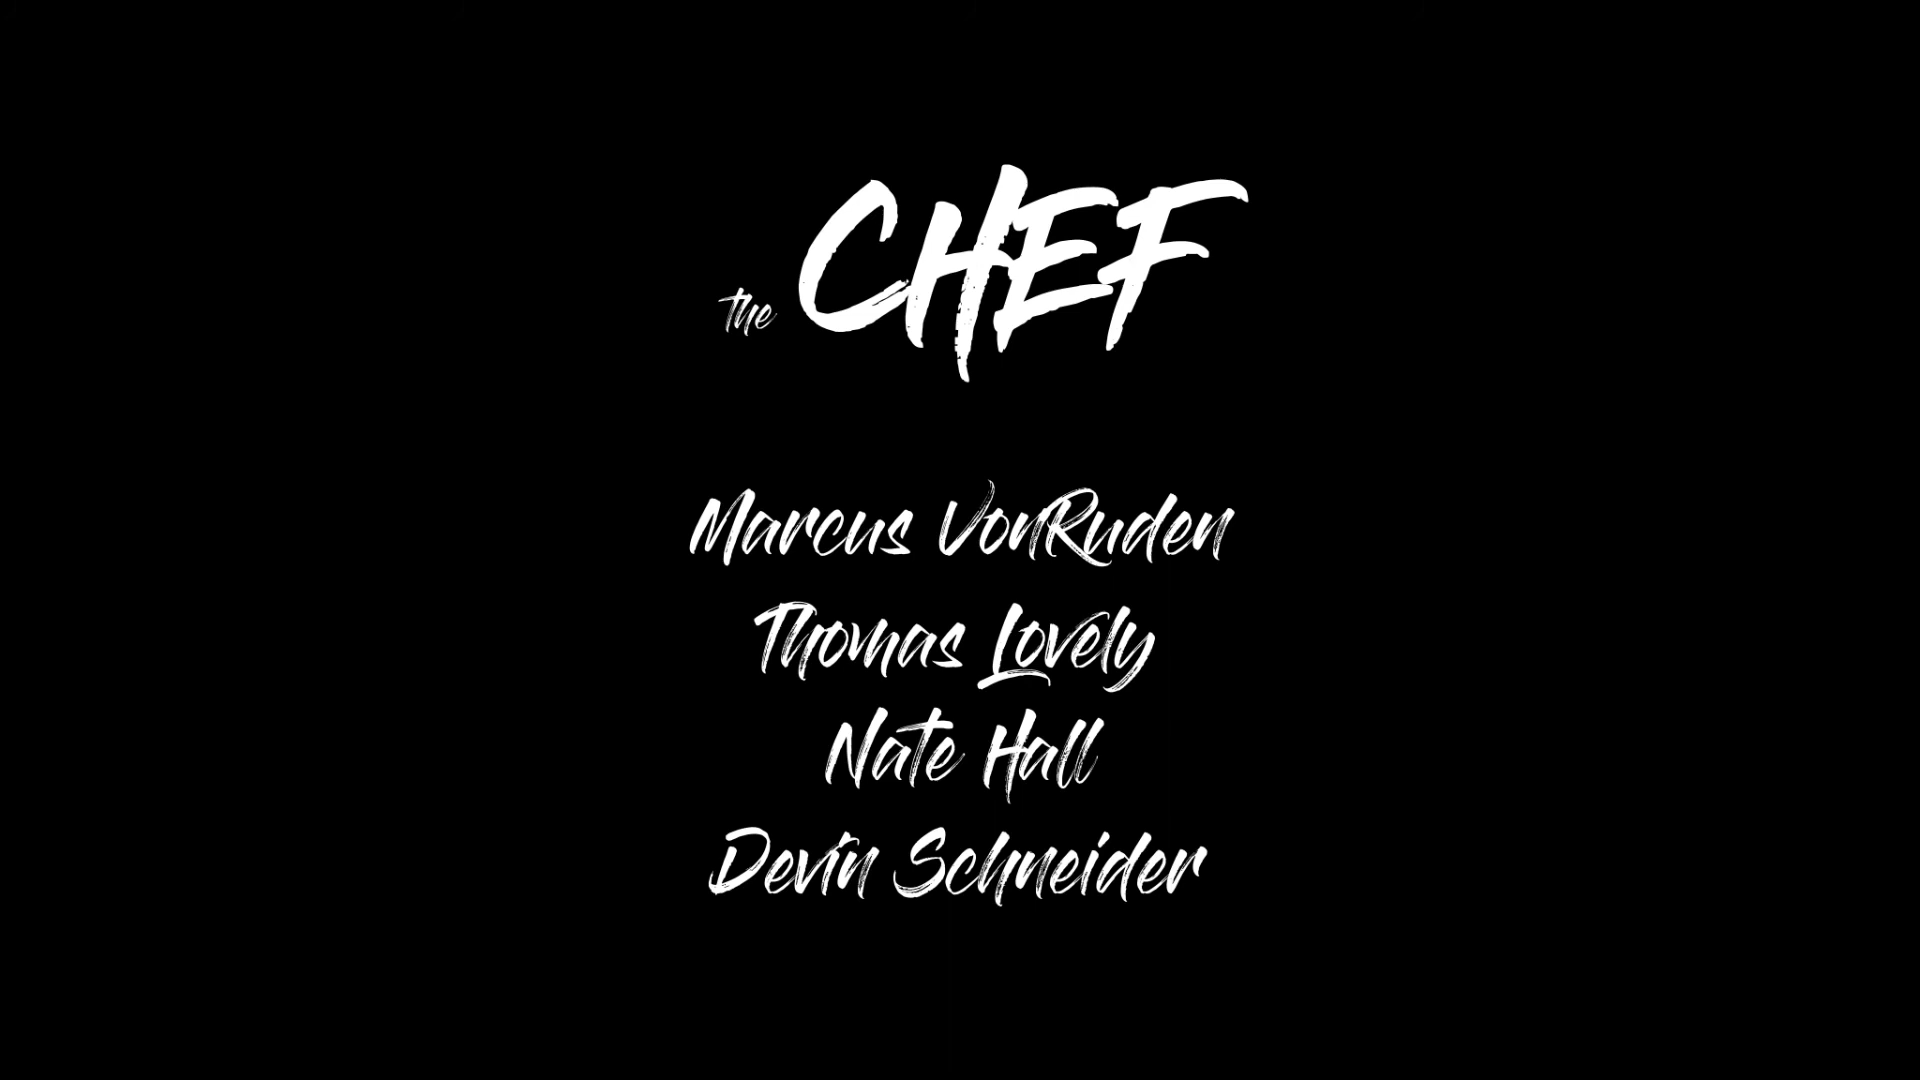 the CHEF
Marcus VonRuden
Thomas Lovely
Nate Hall
Devin Schneider